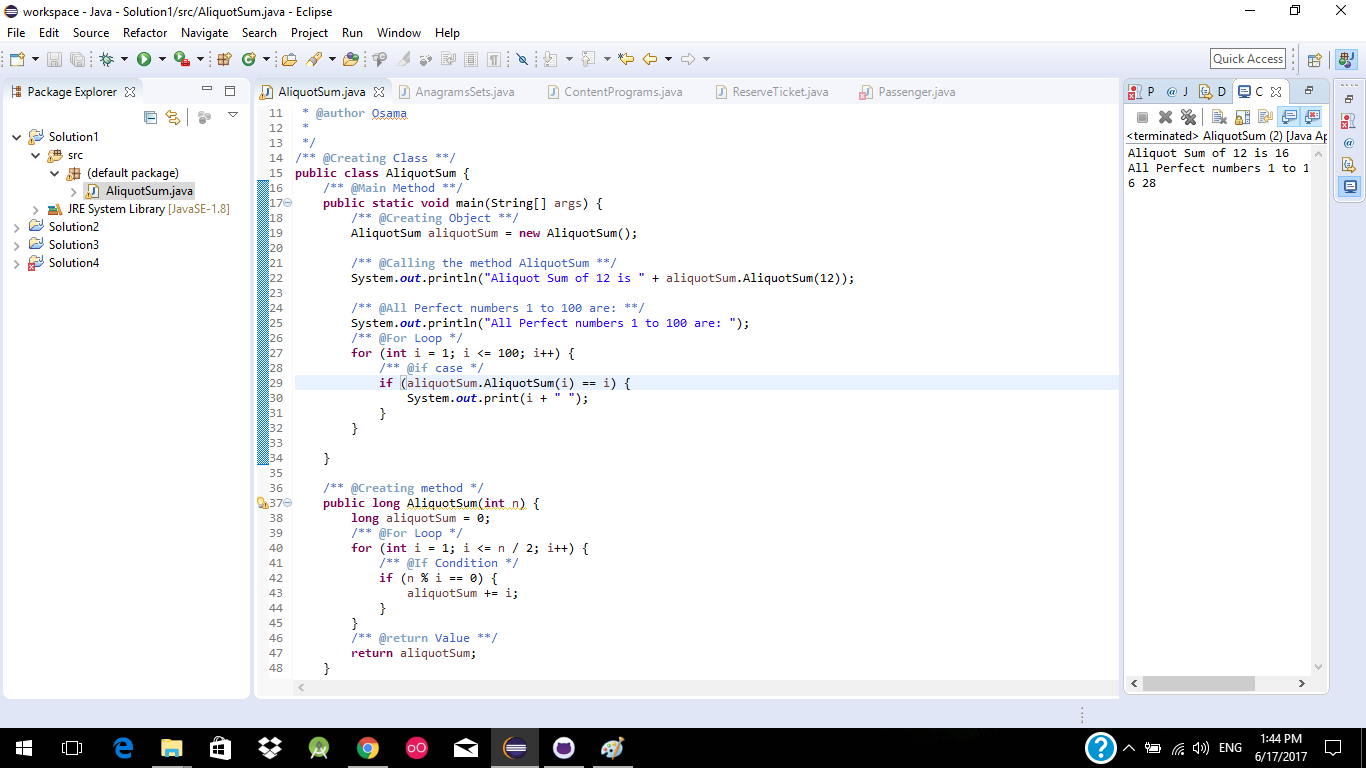 workspace - Java - Solution1/src/AliquotSum.java - Eclipse
File Edit Source Refactor Navigate Search Project Run Window Help
Quick Access
Package Explorer
Solution1
src
(default package)
AliquotSum.java
JRE System Library [JavaSE-1.8]
Solution2
Solution3
Solution4
AliquotSum.java AnagramsSets.java ContentPrograms.java ReserveTicket.java Passenger.java
11 * @author Osama
12 *
13 */
14 /** @Creating Class **/
15 public class AliquotSum {
16 /** @Main Method **/
17 public static void main(String[] args) {
18 /** @Creating Object **/
19 AliquotSum aliquotSum = new AliquotSum();
20
21 /** @Calling the method AliquotSum **/
22 System.out.println("Aliquot Sum of 12 is " + aliquotSum.AliquotSum(12));
23
24 /** @All Perfect numbers 1 to 100 are: **/
25 System.out.println("All Perfect numbers 1 to 100 are: ");
26 /** @For Loop */
27 for (int i = 1; i <= 100; i++) {
28 /** @if case */
29 if (aliquotSum.AliquotSum(i) == i) {
30 System.out.print(i + " ");
31 }
32 }
33
34 }
35
36 /** @Creating method */
37 public long AliquotSum(int n) {
38 long aliquotSum = 0;
39 /** @For Loop */
40 for (int i = 1; i <= n / 2; i++) {
41 /** @If Condition */
42 if (n % i == 0) {
43 aliquotSum += i;
44 }
45 }
46 /** @return Value **/
47 return aliquotSum;
48 }
P @ J D C
<terminated> AliquotSum (2) [Java Ap
Aliquot Sum of 12 is 16
All Perfect numbers 1 to 1
6 28
ENG
1:44 PM
6/17/2017